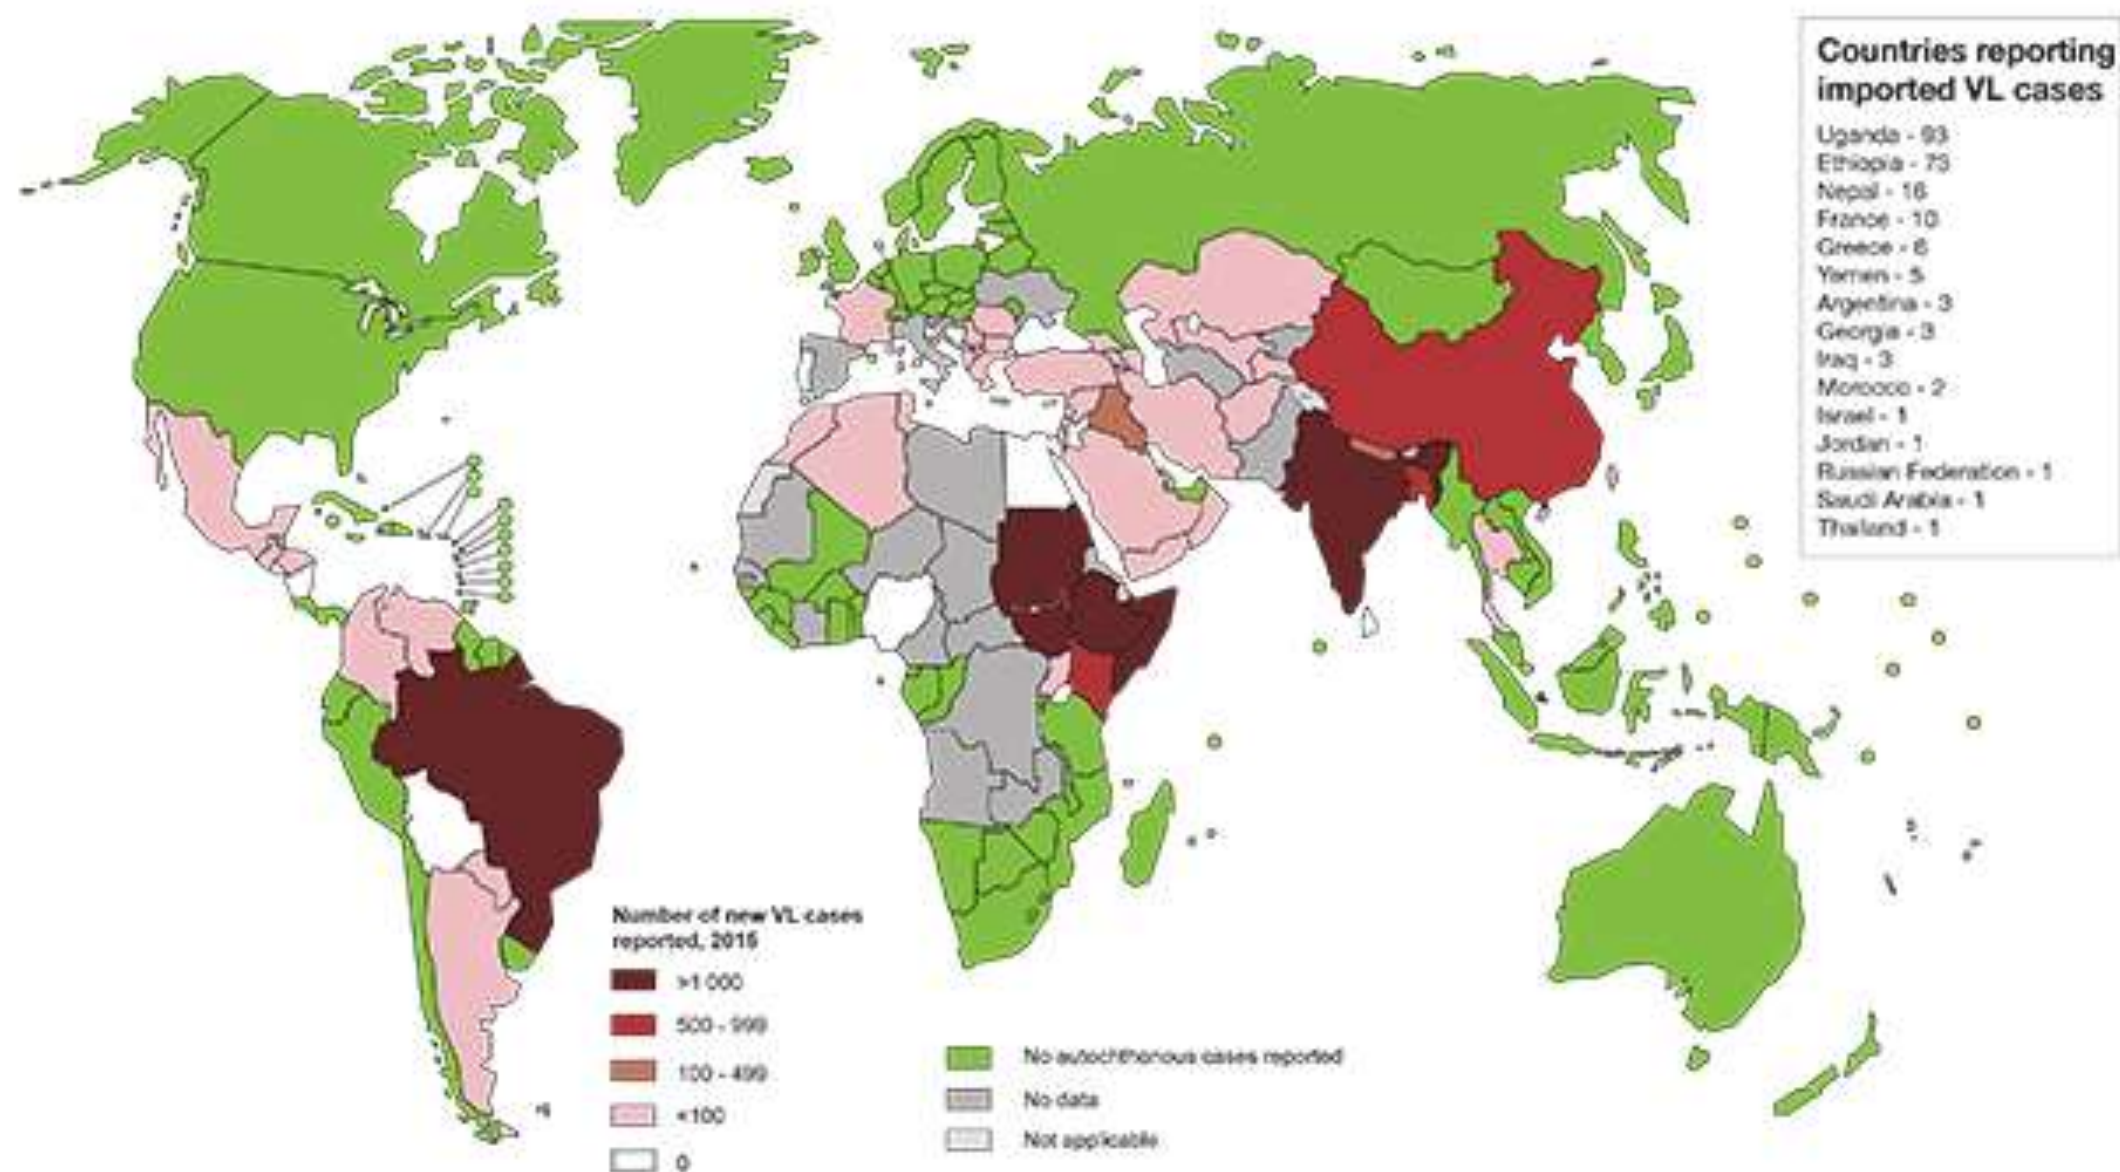 Countries reporting
imported VL cases
Uganda - 93
Ethiopia - 73
Nepal - 16
France - 10
Greece - 6
Yemen - 5
Argentina - 3
Georgia - 3
Iraq - 3
Morocco - 2
Israel - 1
Jordan - 1
Russian Federation - 1
Saudi Arabia - 1
Thailand - 1
Number of new VL cases
reported, 2015
>1 000
500 - 999
100 - 499
<100
0
No autochthonous cases reported
No data
Not applicable